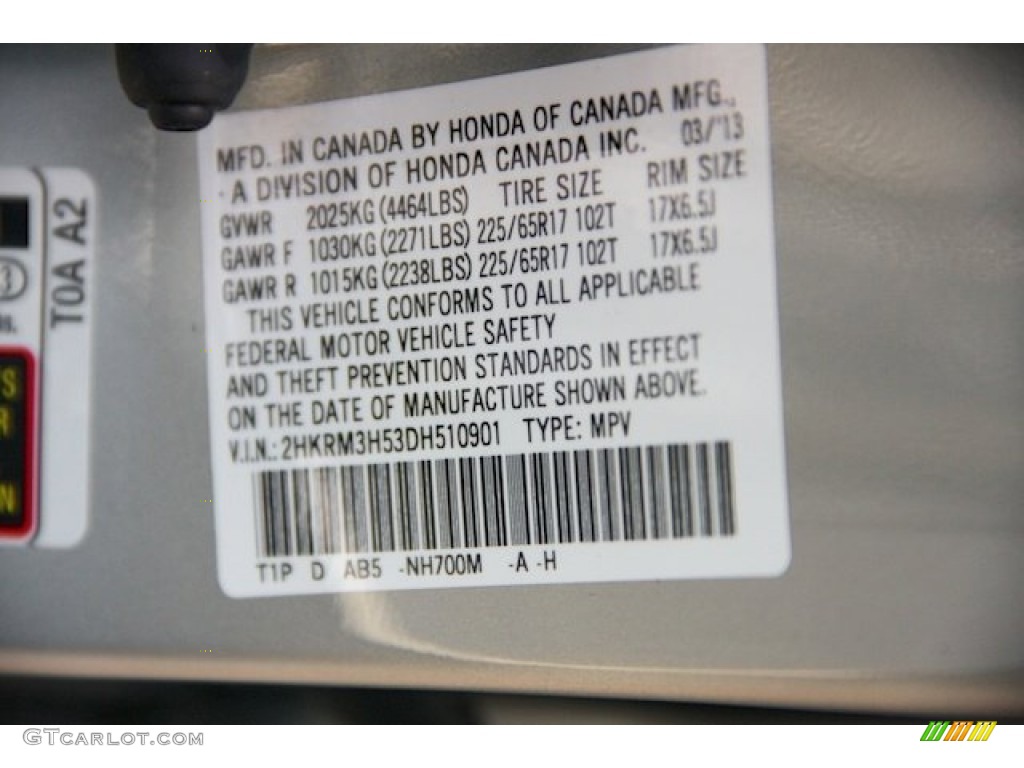 MFD. IN CANADA BY HONDA OF CANADA MFG.,
A DIVISION OF HONDA CANADA INC. 03/'13
GVWR 2025KG(4464LBS) TIRE SIZE RIM SIZE
GAWR F 1030KG(2271LBS) 225/65R17 102T 17X6.5J
GAWR R 1015KG(2238LBS) 225/65R17 102T 17X6.5J
THIS VEHICLE CONFORMS TO ALL APPLICABLE
FEDERAL MOTOR VEHICLE SAFETY
AND THEFT PREVENTION STANDARDS IN EFFECT
ON THE DATE OF MANUFACTURE SHOWN ABOVE.
V.I.N.: 2HKRM3H53DH510901 TYPE: MPV
T1P D AB5 -NH700M -A -H
T0A A2
GTCarlot.com